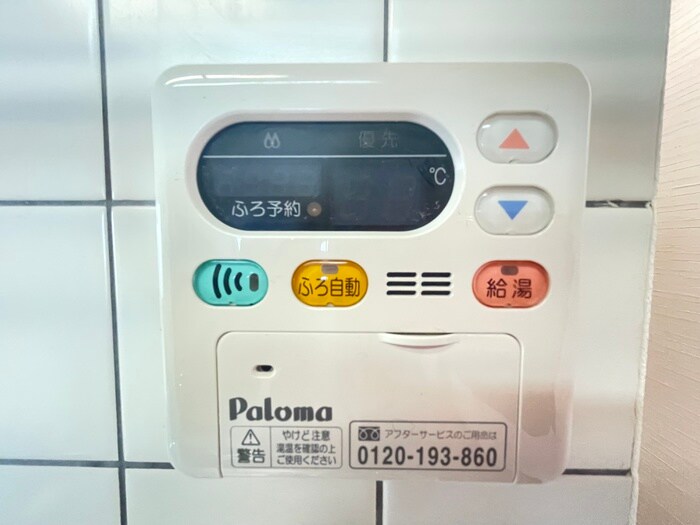 優先
℃
ふろ予約
ふろ自動
給湯
Paloma
警告
やけど注意
湯温を確認の上
ご使用ください
アフターサービスのご用命は
0120-193-860